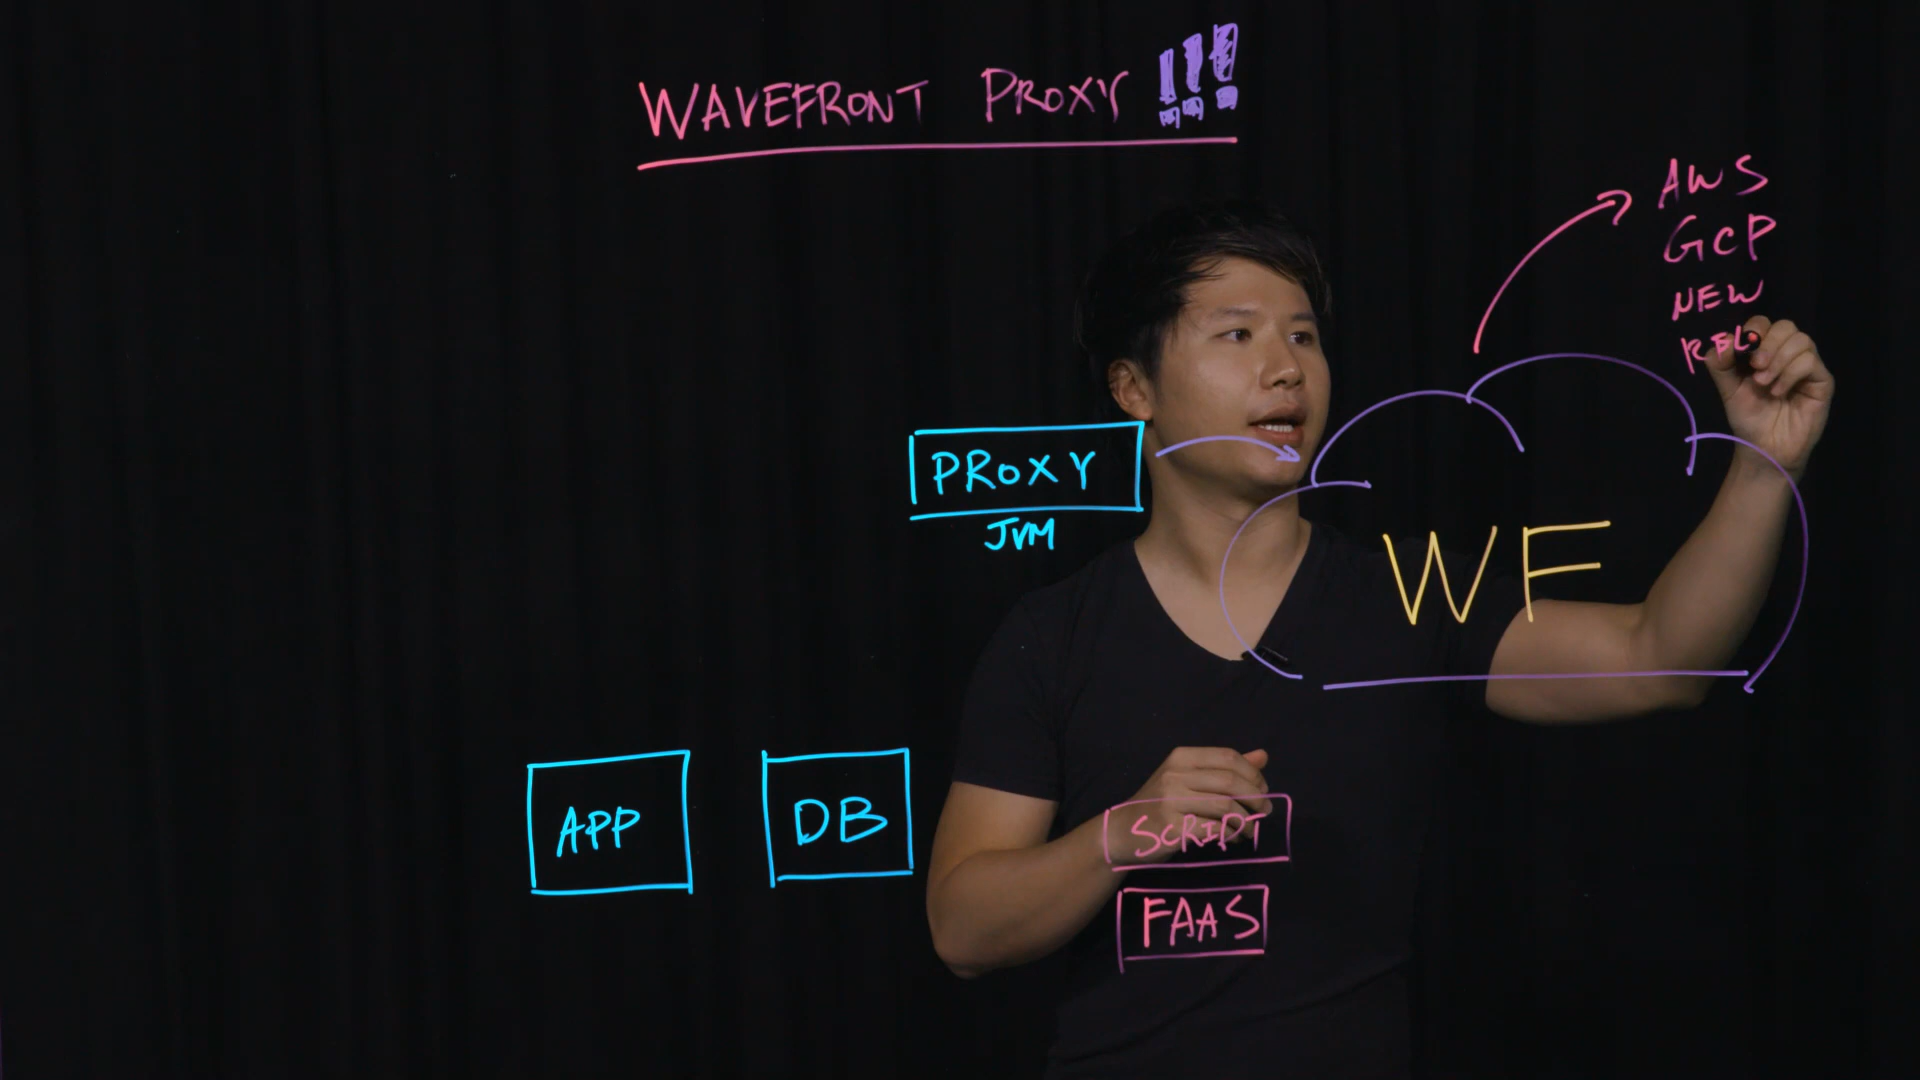 WAVEFRONT PROXY !!!
AWS
GCP
NEW
PROXY
JVM
WF
APP
DB
SCRIPT
FAAS